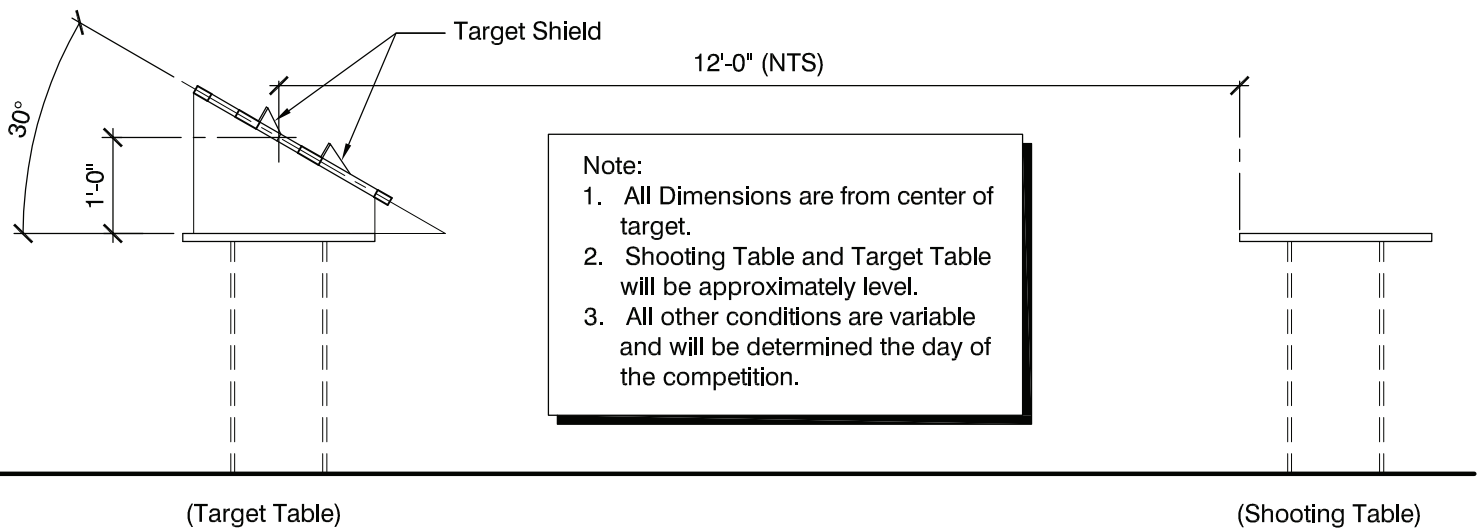 Target Shield
12'-0" (NTS)
30°
1'-0"
Note:
1. All Dimensions are from center of
target.
2. Shooting Table and Target Table
will be approximately level.
3. All other conditions are variable
and will be determined the day of
the competition.
(Target Table)
(Shooting Table)